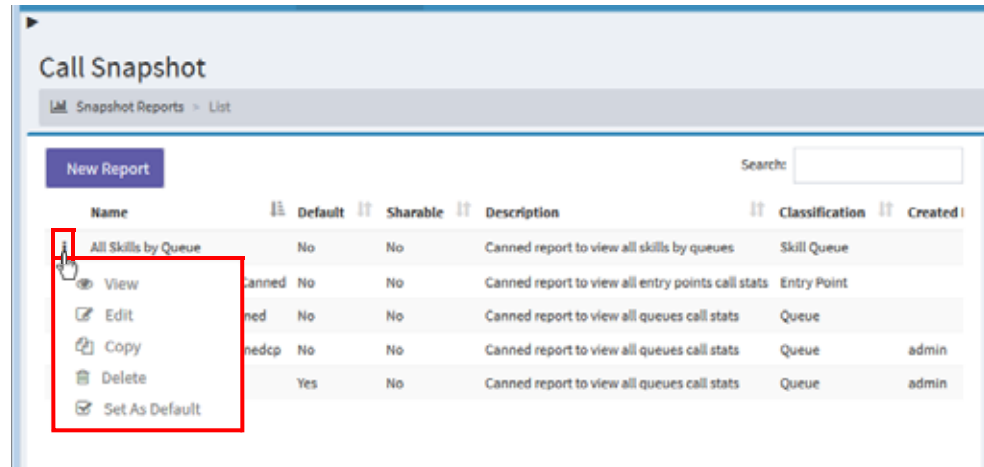 Call Snapshot
Snapshot Reports > List
New Report
Search:
Name Default Sharable Description Classification Created
All Skills by Queue No No Canned report to view all skills by queues Skill Queue
View Canned No No Canned report to view all entry points call stats Entry Point
Edit ned No No Canned report to view all queues call stats Queue
Copy nedcp No No Canned report to view all queues call stats Queue admin
Delete Yes No Canned report to view all queues call stats Queue admin
Set As Default